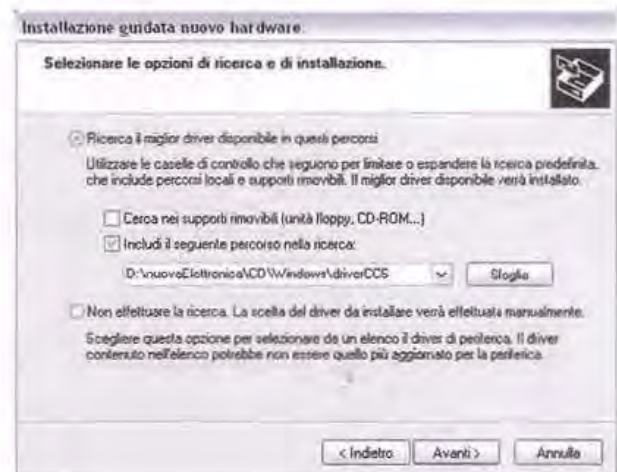 Installazione guidata nuovo hardware
Selezionare le opzioni di ricerca e di installazione.
Ricerca il miglior driver disponibile in questi percorsi
Utilizzare le caselle di controllo che seguono per limitare o espandere la ricerca predefinita,
che include percorsi locali e supporti rimovibili. Il miglior driver disponibile verrà installato.
Cerca nei supporti rimovibili (unità floppy, CD-ROM...)
Includi il seguente percorso nella ricerca:
D:\nuovaElettronica\CD\Windows\driverCCS
Sfoglia
Non effettuare la ricerca. La scelta del driver da installare verrà effettuata manualmente.
Scegliere questa opzione per selezionare da un elenco il driver di periferica. Il driver
contenuto nell'elenco potrebbe non essere quello più aggiornato per la periferica.
< Indietro
Avanti >
Annulla